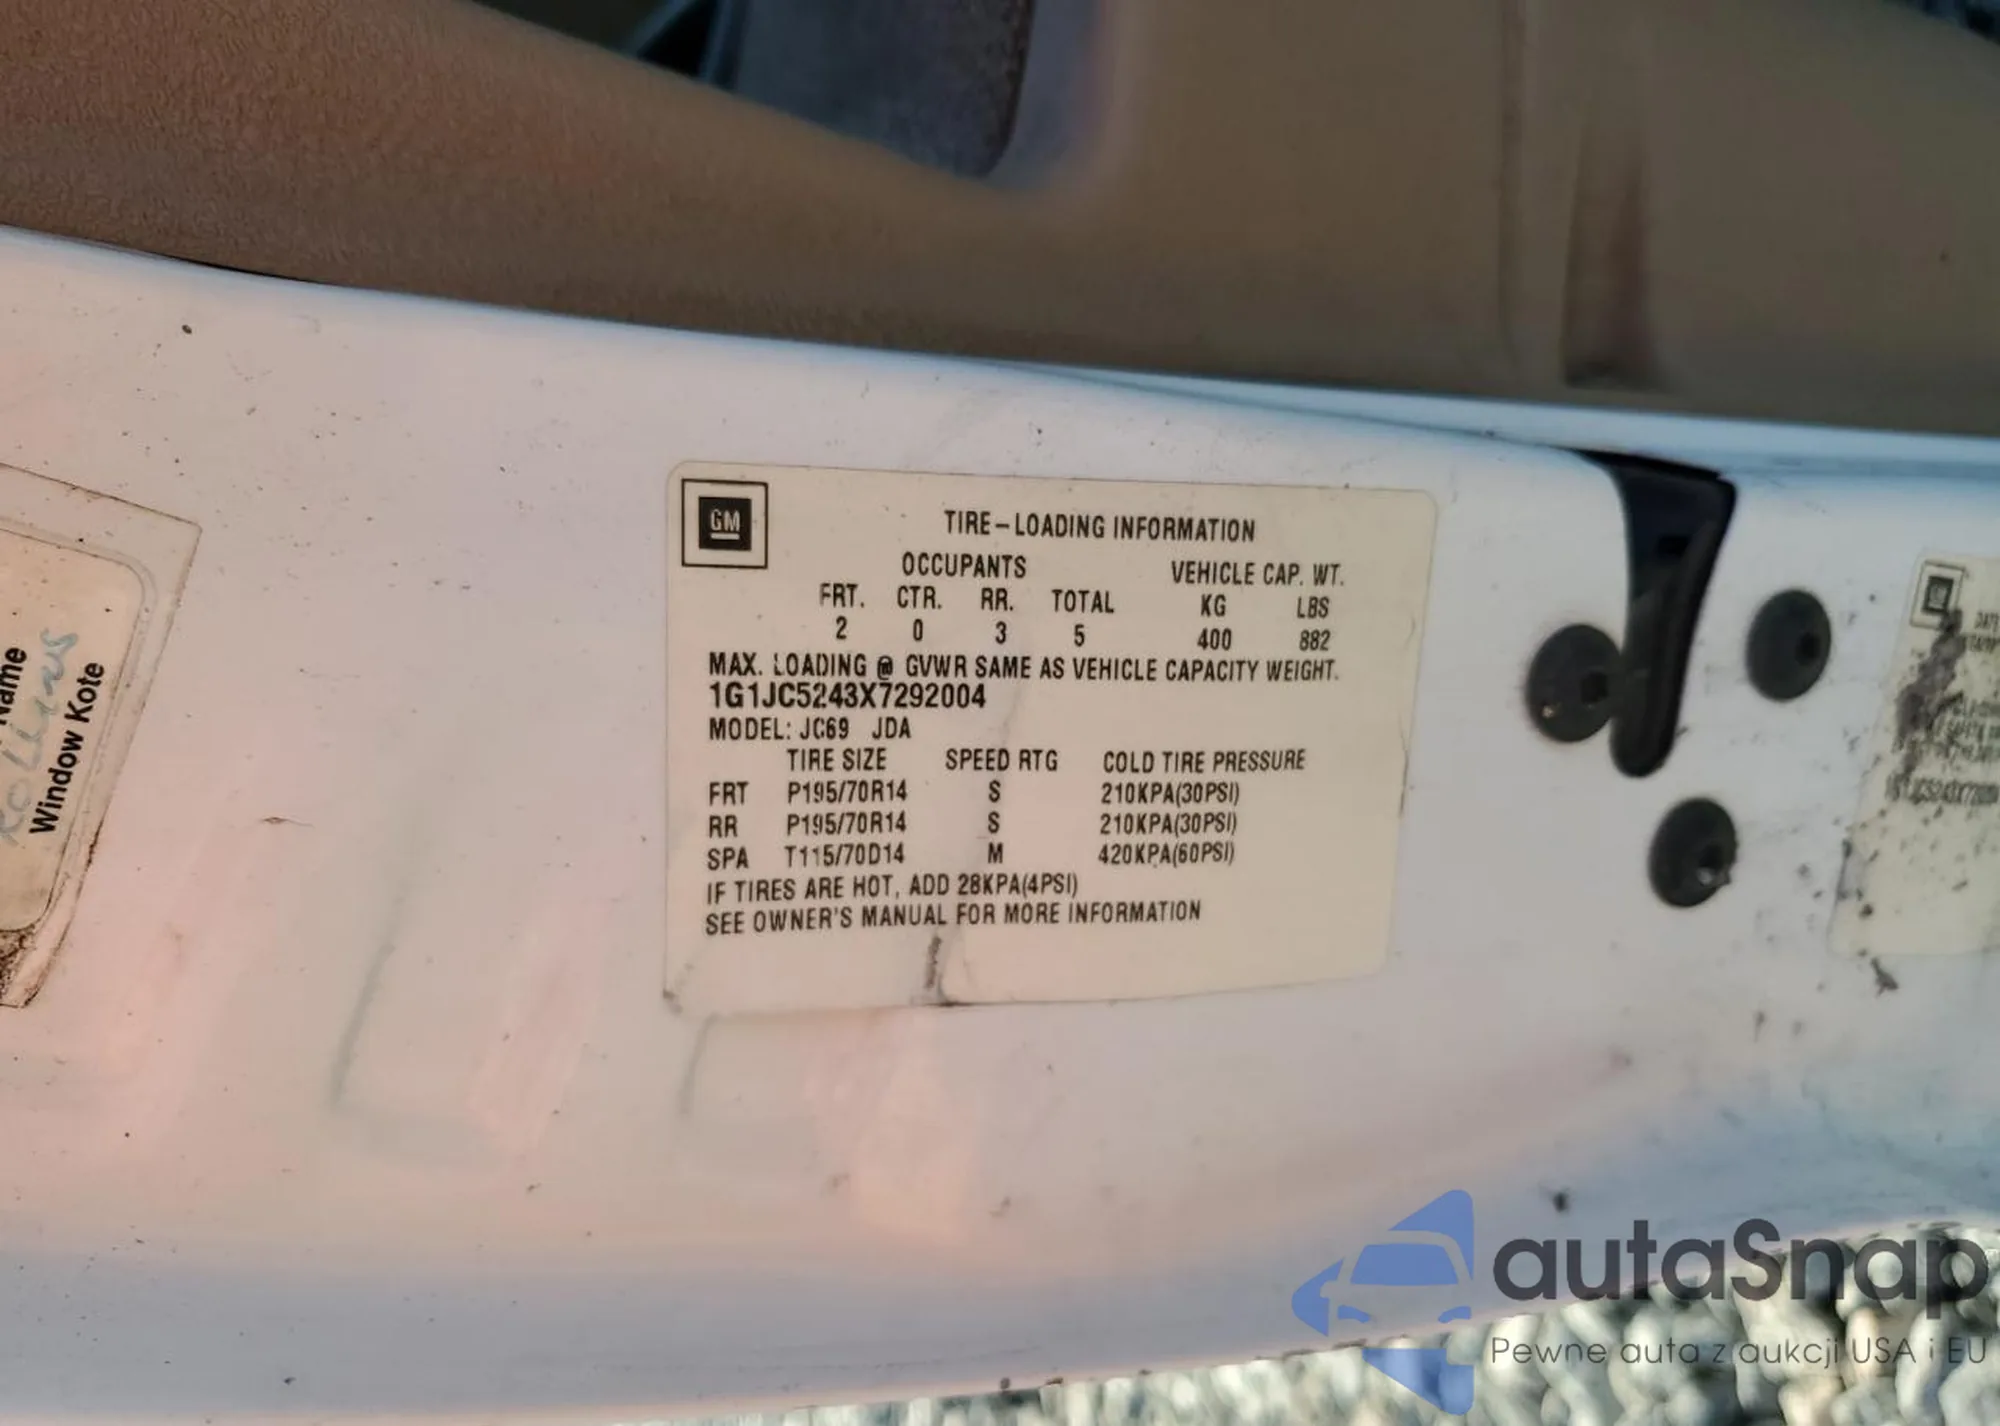 Name
Window Kote
GM
TIRE-LOADING INFORMATION
OCCUPANTS VEHICLE CAP. WT.
FRT. CTR. RR. TOTAL KG LBS
2 0 3 5 400 882
MAX. LOADING @ GVWR SAME AS VEHICLE CAPACITY WEIGHT.
1G1JC5243X7292004
MODEL: JC69 JDA
TIRE SIZE SPEED RTG COLD TIRE PRESSURE
FRT P195/70R14 S 210KPA(30PSI)
RR P195/70R14 S 210KPA(30PSI)
SPA T115/70D14 M 420KPA(60PSI)
IF TIRES ARE HOT, ADD 28KPA(4PSI)
SEE OWNER'S MANUAL FOR MORE INFORMATION
DATE
autaSnap
Pewne auta z aukcji USA i EU